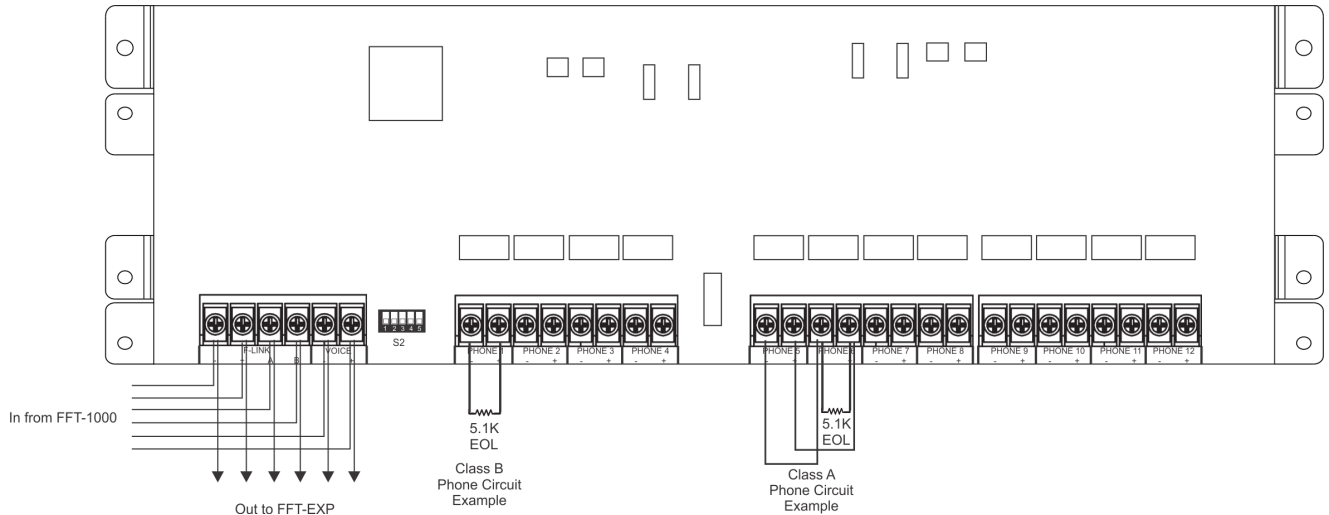 1 2 3 4 5
S2
F-LINK VOICE PHONE 1 PHONE 2 PHONE 3 PHONE 4 PHONE 5 PHONE 6 PHONE 7 PHONE 8 PHONE 9 PHONE 10 PHONE 11 PHONE 12
- + A B - + - + - + - + - + - + - + - + - + - + - + - + - +
In from FFT-1000
5.1K
EOL
5.1K
EOL
Class B
Phone Circuit
Example
Class A
Phone Circuit
Example
Out to FFT-EXP